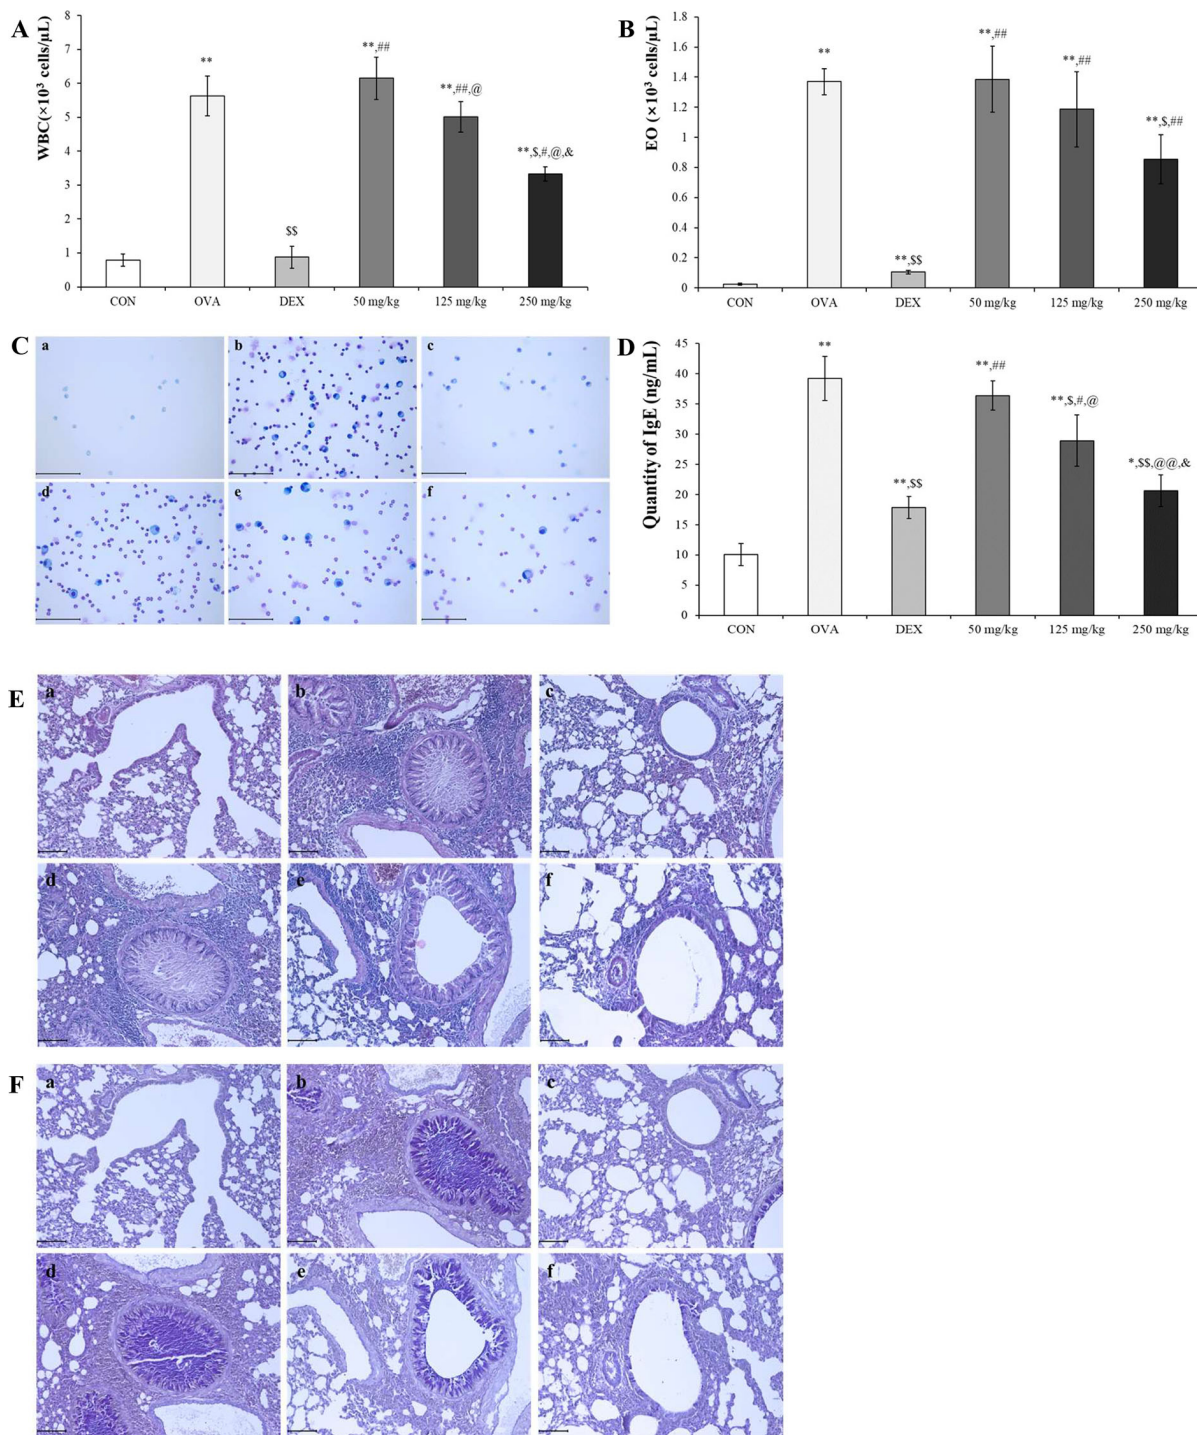 A
WBC(×10³ cells/µL)
8
7
6
5
4
3
2
1
0
**
$$
**,##
**,##,@
**,$,#,@,&
CON
OVA
DEX
50 mg/kg
125 mg/kg
250 mg/kg
B
EO (×10³ cells/µL)
1.8
1.6
1.4
1.2
1
0.8
0.6
0.4
0.2
0
**
**,$$
**,##
**,##
**,$,##
CON
OVA
DEX
50 mg/kg
125 mg/kg
250 mg/kg
C
a
b
c
d
e
f
D
Quantity of IgE (ng/mL)
45
40
35
30
25
20
15
10
5
0
**
**,$$
**,##
**,$,#,@
*,$$,@@,&
CON
OVA
DEX
50 mg/kg
125 mg/kg
250 mg/kg
E
a
b
c
d
e
f
F
a
b
c
d
e
f